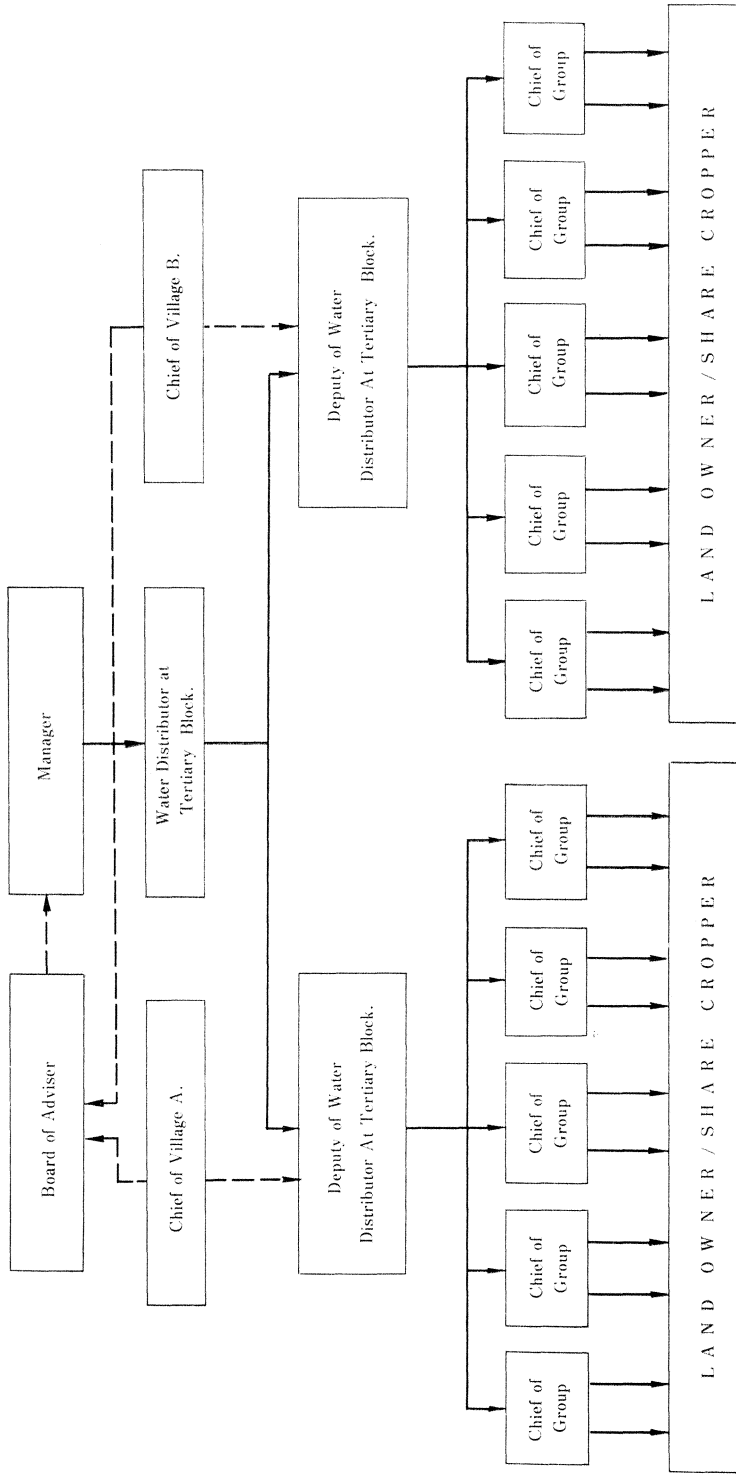 Board of Adviser
Manager
Chief of Village A.
Water Distributor at
Tertiary Block.
Chief of Village B.
Deputy of Water
Distributor At Tertiary Block.
Deputy of Water
Distributor At Tertiary Block.
Chief of
Group
Chief of
Group
Chief of
Group
Chief of
Group
Chief of
Group
Chief of
Group
Chief of
Group
Chief of
Group
Chief of
Group
Chief of
Group
LAND OWNER/SHARE CROPPER
LAND OWNER/SHARE CROPPER